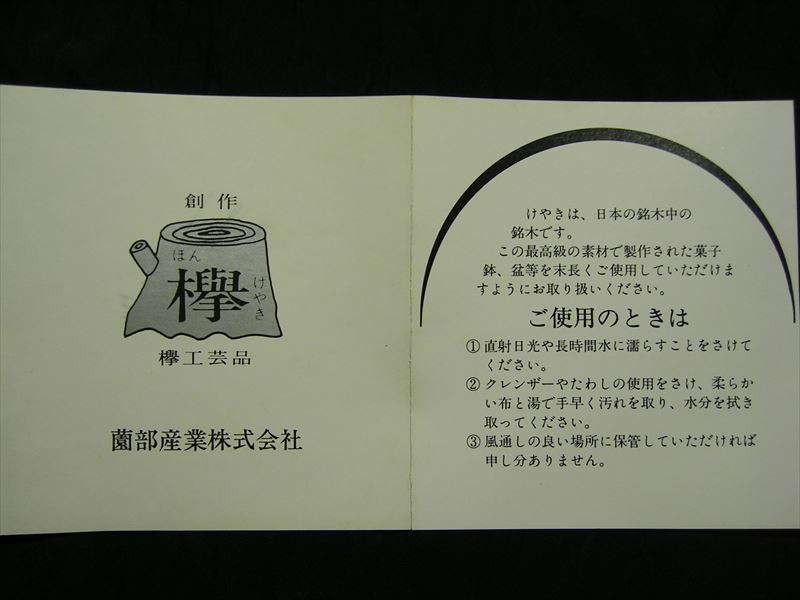 創作
ほん
欅
けやき
欅工芸品
薗部産業株式会社
けやきは、日本の銘木中の
銘木です。
この最高級の素材で製作された菓子
鉢、盆等を末長くご使用していただけま
すようにお取り扱いください。
ご使用のときは
①直射日光や長時間水に濡らすことをさけて
ください。
②クレンザーやたわしの使用をさけ、柔らか
い布と湯で手早く汚れを取り、水分を拭き
取ってください。
③風通しの良い場所に保管していただければ
申し分ありません。